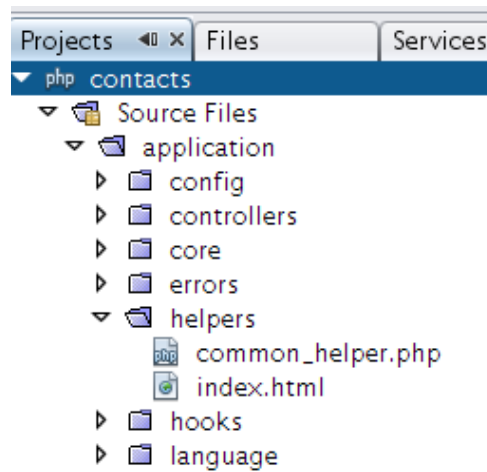 Projects Files Services
php contacts
Source Files
application
config
controllers
core
errors
helpers
php common_helper.php
index.html
hooks
language